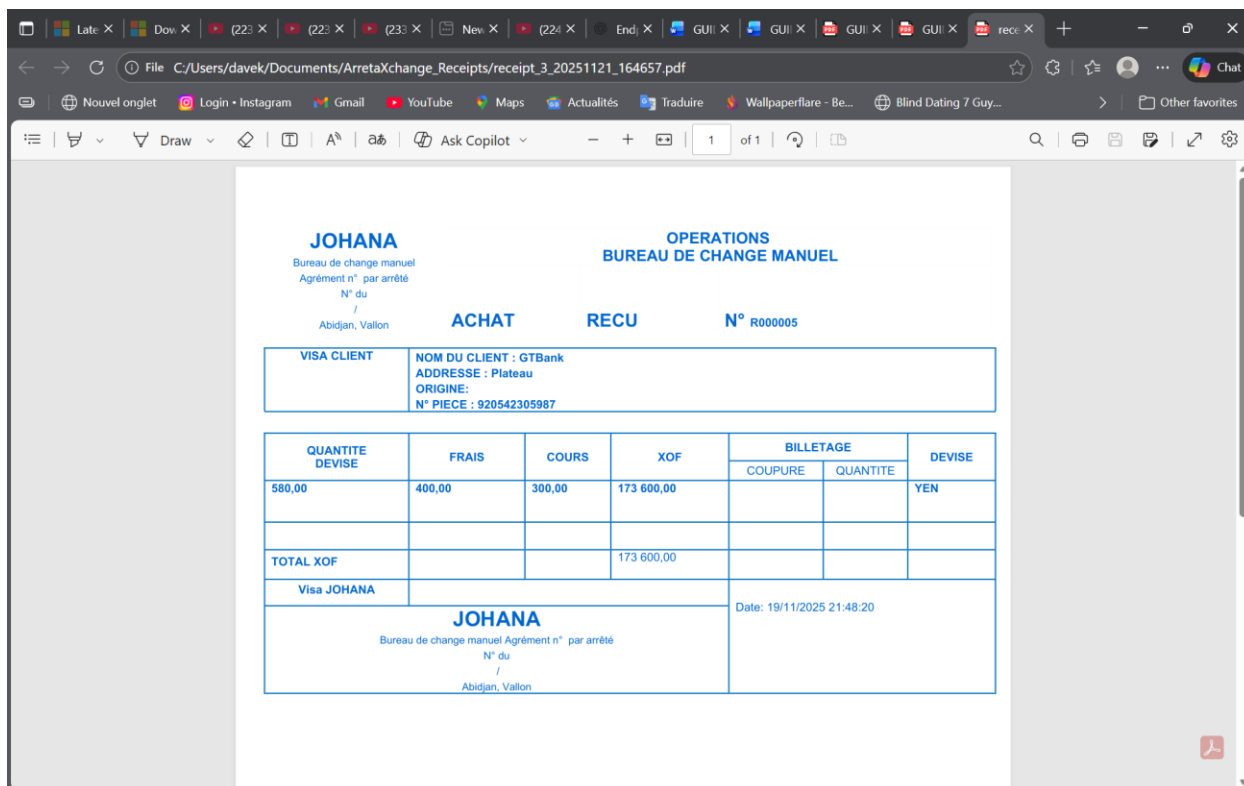 Late
Dow
(223
(223
(233
New
(224
End
GUI
GUI
GUI
GUI
rece
File C:/Users/davek/Documents/ArretaXchange_Receipts/receipt_3_20251121_164657.pdf
Chat
Nouvel onglet
Login • Instagram
Gmail
YouTube
Maps
Actualités
Traduire
Wallpaperflare - Be...
Blind Dating 7 Guy...
Other favorites
Draw
Ask Copilot
1 of 1
JOHANA
Bureau de change manuel
Agrément n° par arrêté
N° du
/
Abidjan, Vallon
OPERATIONS
BUREAU DE CHANGE MANUEL
ACHAT RECU N° R000005
VISA CLIENT
NOM DU CLIENT : GTBank
ADDRESSE : Plateau
ORIGINE:
N° PIECE : 920542305987
QUANTITE DEVISE FRAIS COURS XOF BILLETAGE DEVISE
COUPURE QUANTITE
580,00 400,00 300,00 173 600,00 YEN
TOTAL XOF 173 600,00
Visa JOHANA
Date: 19/11/2025 21:48:20
JOHANA
Bureau de change manuel Agrément n° par arrêté
N° du
/
Abidjan, Vallon